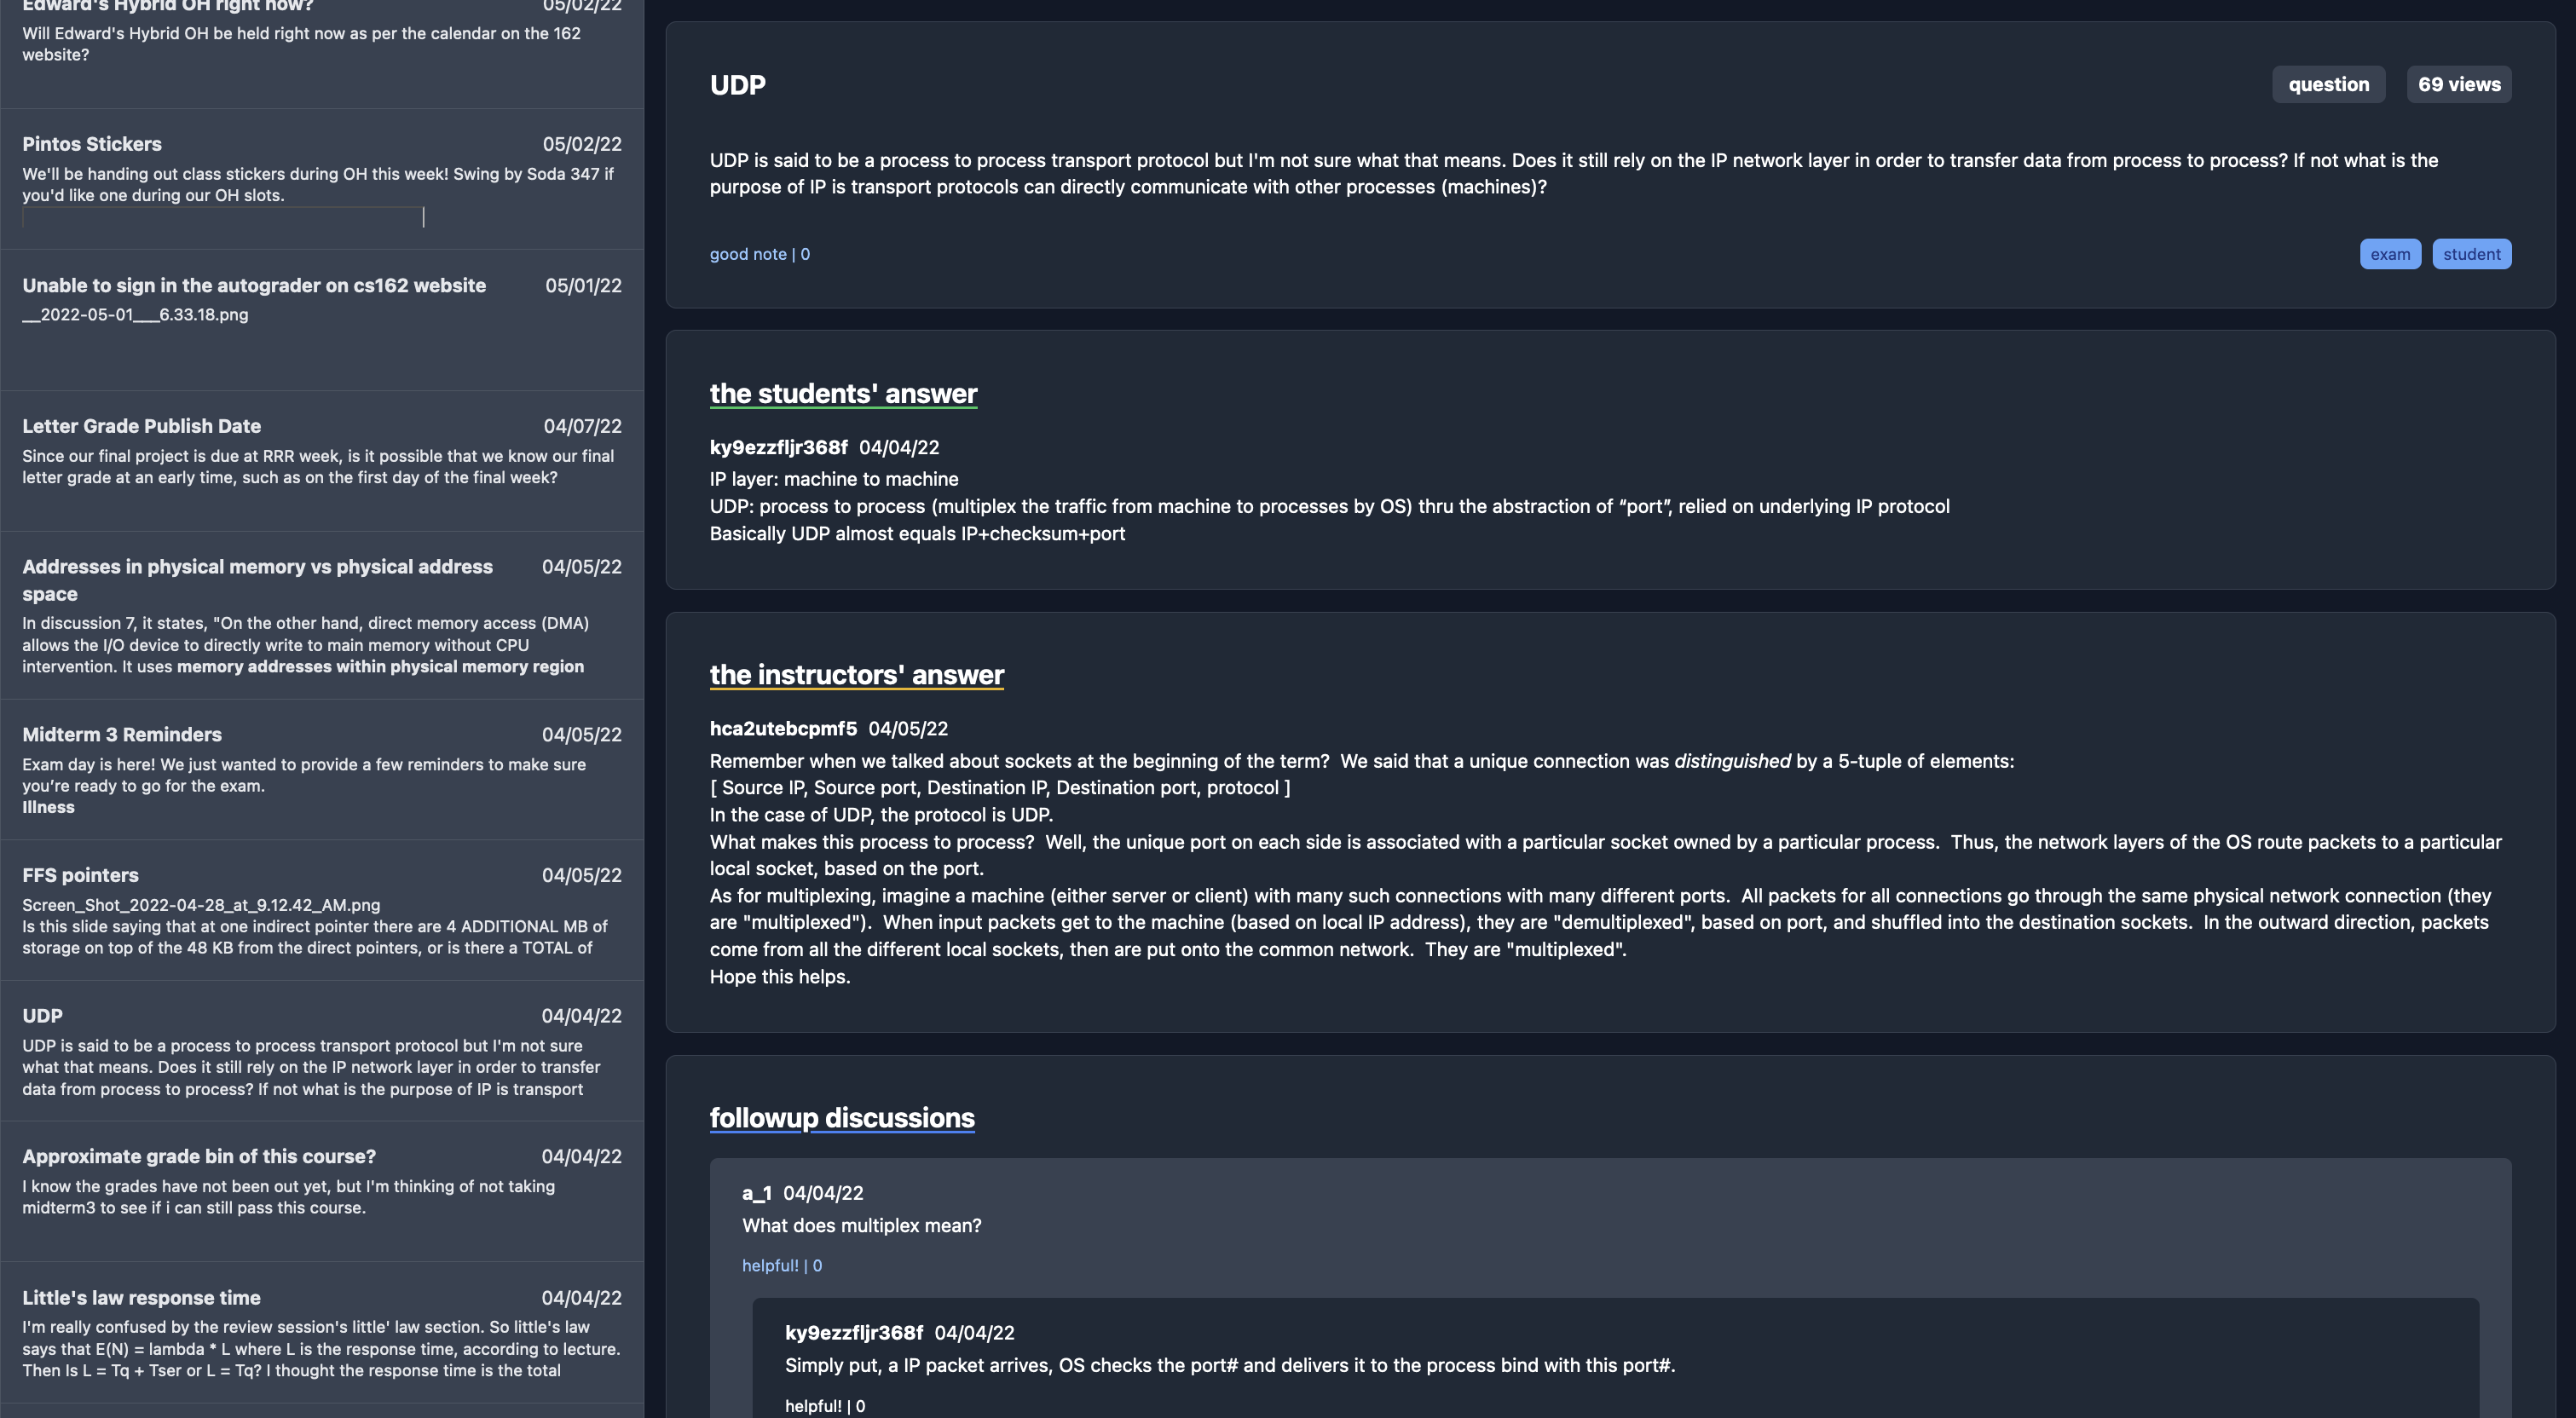 Edward's Hybrid OH right now? 05/02/22
Will Edward's Hybrid OH be held right now as per the calendar on the 162
website?
Pintos Stickers 05/02/22
We'll be handing out class stickers during OH this week! Swing by Soda 347 if
you'd like one during our OH slots.
Unable to sign in the autograder on cs162 website 05/01/22
__2022-05-01___6.33.18.png
Letter Grade Publish Date 04/07/22
Since our final project is due at RRR week, is it possible that we know our final
letter grade at an early time, such as on the first day of the final week?
Addresses in physical memory vs physical address 04/05/22
space
In discussion 7, it states, "On the other hand, direct memory access (DMA)
allows the I/O device to directly write to main memory without CPU
intervention. It uses memory addresses within physical memory region
Midterm 3 Reminders 04/05/22
Exam day is here! We just wanted to provide a few reminders to make sure
you’re ready to go for the exam.
Illness
FFS pointers 04/05/22
Screen_Shot_2022-04-28_at_9.12.42_AM.png
Is this slide saying that at one indirect pointer there are 4 ADDITIONAL MB of
storage on top of the 48 KB from the direct pointers, or is there a TOTAL of
UDP 04/04/22
UDP is said to be a process to process transport protocol but I'm not sure
what that means. Does it still rely on the IP network layer in order to transfer
data from process to process? If not what is the purpose of IP is transport
Approximate grade bin of this course? 04/04/22
I know the grades have not been out yet, but I'm thinking of not taking
midterm3 to see if i can still pass this course.
Little's law response time 04/04/22
I'm really confused by the review session's little' law section. So little's law
says that E(N) = lambda * L where L is the response time, according to lecture.
Then Is L = Tq + Tser or L = Tq? I thought the response time is the total
UDP question 69 views
UDP is said to be a process to process transport protocol but I'm not sure what that means. Does it still rely on the IP network layer in order to transfer data from process to process? If not what is the
purpose of IP is transport protocols can directly communicate with other processes (machines)?
good note | 0 exam student
the students' answer
ky9ezzfljr368f 04/04/22
IP layer: machine to machine
UDP: process to process (multiplex the traffic from machine to processes by OS) thru the abstraction of “port”, relied on underlying IP protocol
Basically UDP almost equals IP+checksum+port
the instructors' answer
hca2utebcpmf5 04/05/22
Remember when we talked about sockets at the beginning of the term?  We said that a unique connection was distinguished by a 5-tuple of elements:
[ Source IP, Source port, Destination IP, Destination port, protocol ]
In the case of UDP, the protocol is UDP.
What makes this process to process?  Well, the unique port on each side is associated with a particular socket owned by a particular process.  Thus, the network layers of the OS route packets to a particular
local socket, based on the port.
As for multiplexing, imagine a machine (either server or client) with many such connections with many different ports.  All packets for all connections go through the same physical network connection (they
are "multiplexed").  When input packets get to the machine (based on local IP address), they are "demultiplexed", based on port, and shuffled into the destination sockets.  In the outward direction, packets
come from all the different local sockets, then are put onto the common network.  They are "multiplexed".
Hope this helps.
followup discussions
a_1 04/04/22
What does multiplex mean?
helpful! | 0
ky9ezzfljr368f 04/04/22
Simply put, a IP packet arrives, OS checks the port# and delivers it to the process bind with this port#.
helpful! | 0